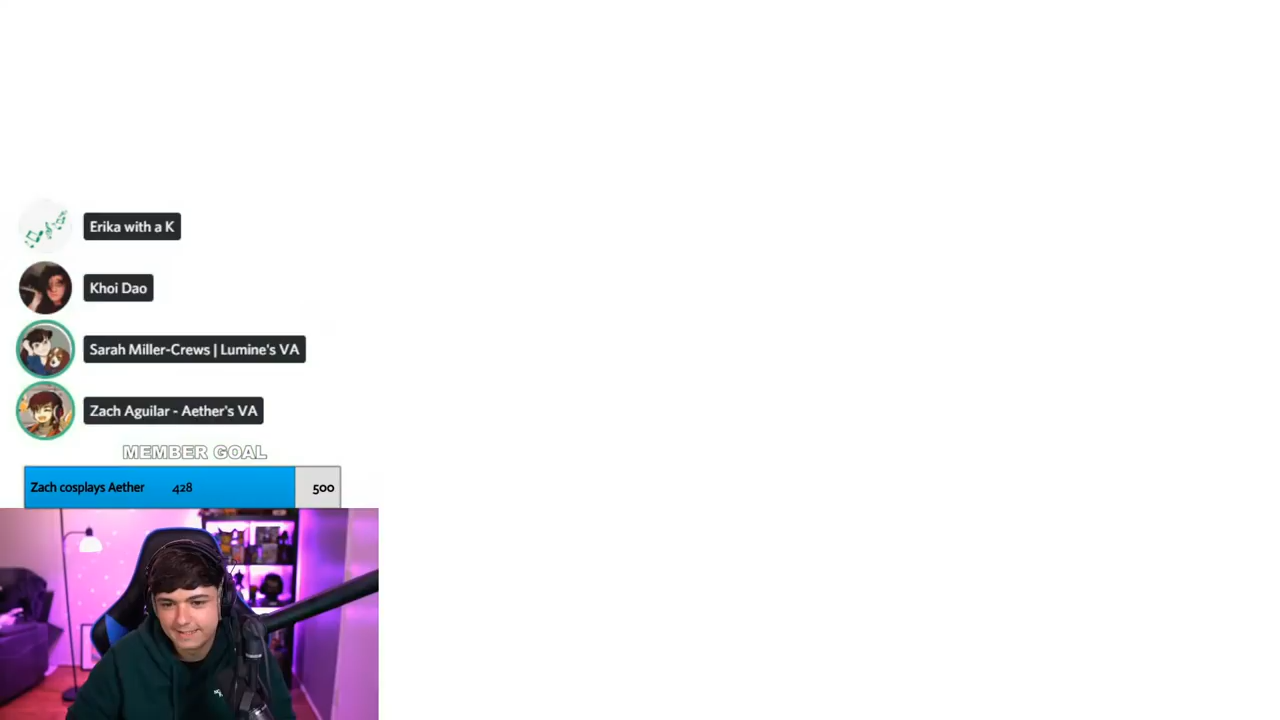 Erika with a K
Khoi Dao
Sarah Miller-Crews | Lumine's VA
Zach Aguilar - Aether's VA
MEMBER GOAL
Zach cosplays Aether 428 500